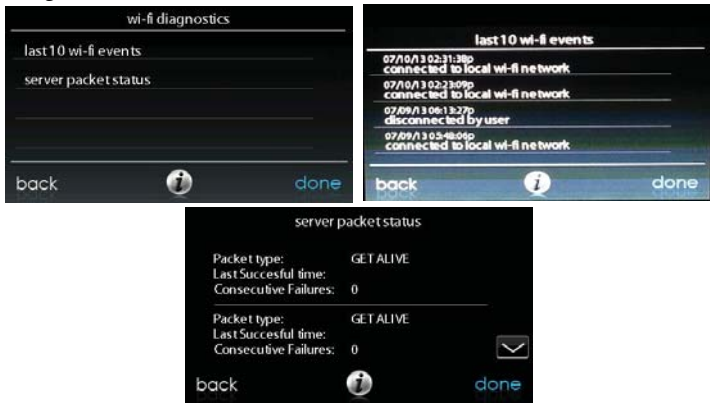 wi-fi diagnostics
last 10 wi-fi events
server packet status
back
i
done
last 10 wi-fi events
07/10/13 02:31:38p
connected to local wi-fi network
07/10/13 02:23:09p
connected to local wi-fi network
07/09/13 06:13:27p
disconnected by user
07/09/13 05:48:06p
connected to local wi-fi network
back
i
done
server packet status
Packet type: GET ALIVE
Last Succesful time:
Consecutive Failures: 0
Packet type: GET ALIVE
Last Succesful time:
Consecutive Failures: 0
back
i
done